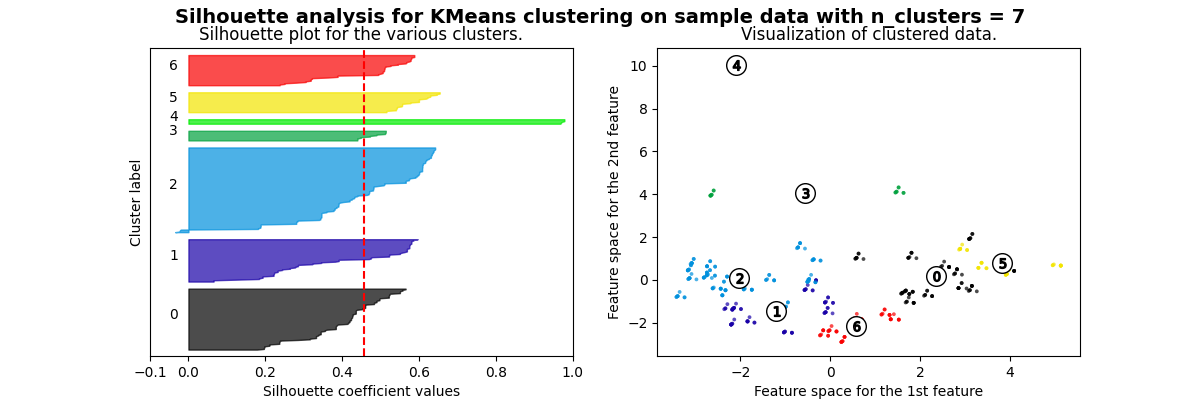 Silhouette analysis for KMeans clustering on sample data with n_clusters = 7
Silhouette plot for the various clusters.
Cluster label
6
5
4
3
2
1
0
−0.1 0.0 0.2 0.4 0.6 0.8 1.0
Silhouette coefficient values
Visualization of clustered data.
Feature space for the 2nd feature
10
8
6
4
2
0
−2
4
3
5
0
2
1
6
−2 0 2 4
Feature space for the 1st feature